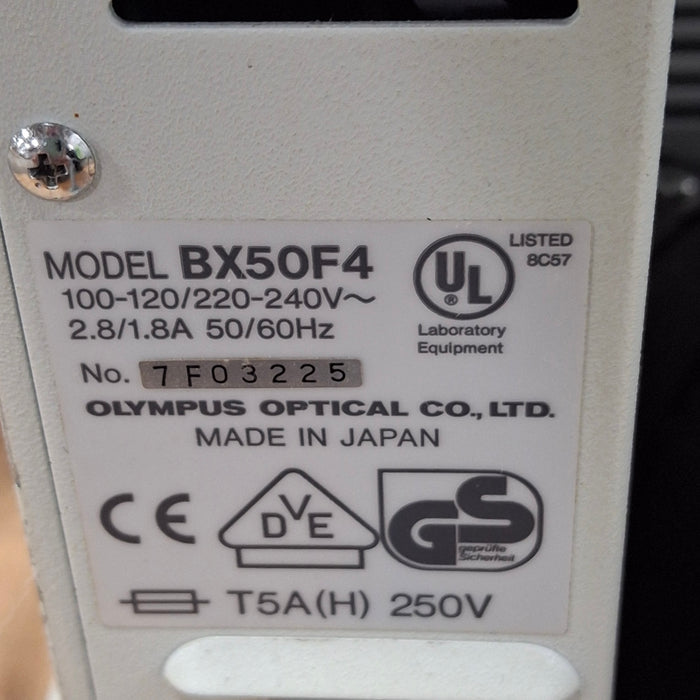 MODEL BX50F4
100-120/220-240V~
2.8/1.8A 50/60Hz
UL ®
LISTED
8C57
Laboratory
Equipment
No. 7F03225
OLYMPUS OPTICAL CO., LTD.
MADE IN JAPAN
CE
DVE
GS
geprüfte
Sicherheit
T5A(H) 250V